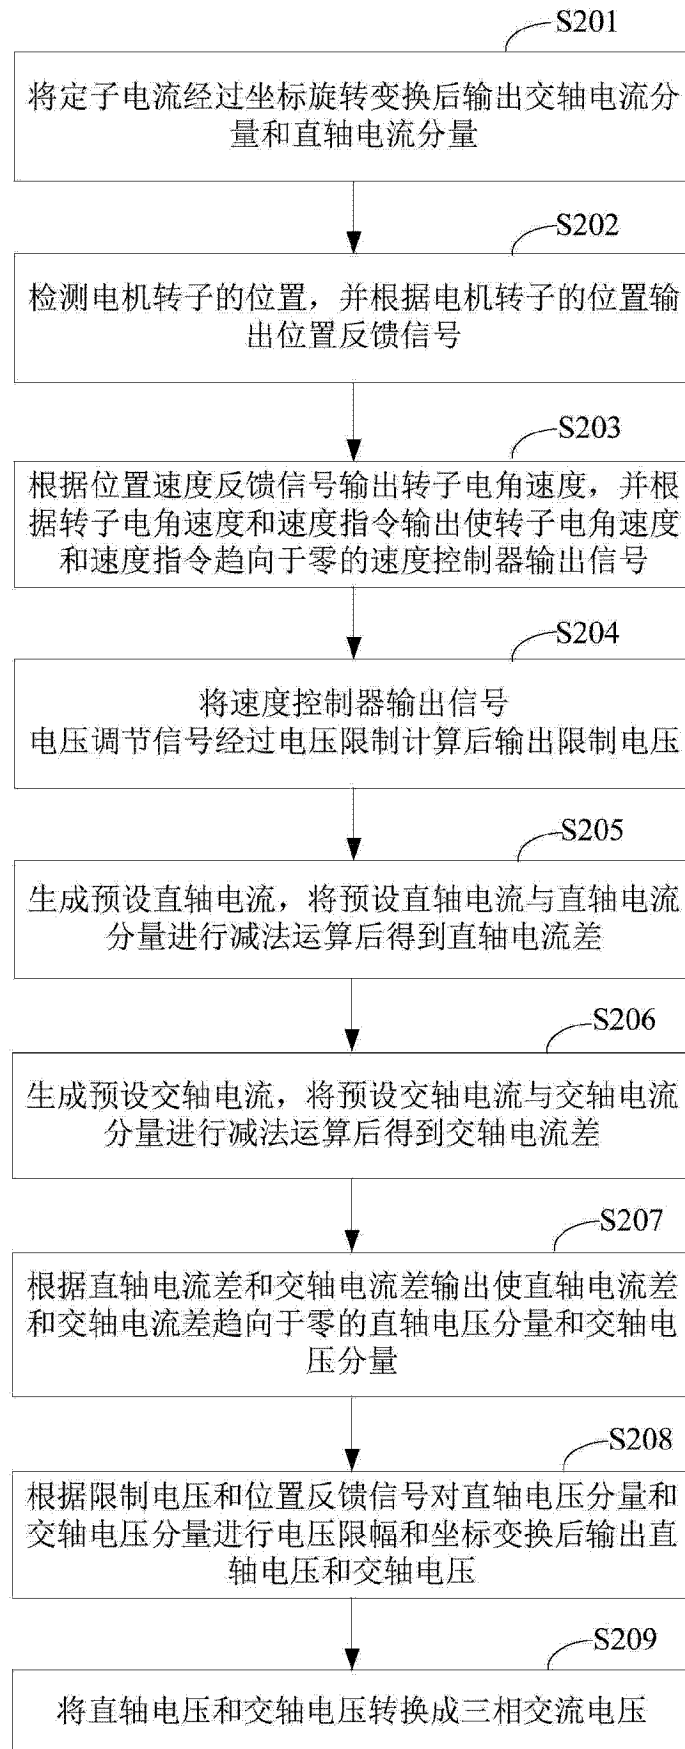 S201
将定子电流经过坐标旋转变换后输出交轴电流分
量和直轴电流分量
S202
检测电机转子的位置，并根据电机转子的位置输
出位置反馈信号
S203
根据位置速度反馈信号输出转子电角速度，并根
据转子电角速度和速度指令输出使转子电角速度
和速度指令趋向于零的速度控制器输出信号
S204
将速度控制器输出信号
电压调节信号经过电压限制计算后输出限制电压
S205
生成预设直轴电流，将预设直轴电流与直轴电流
分量进行减法运算后得到直轴电流差
S206
生成预设交轴电流，将预设交轴电流与交轴电流
分量进行减法运算后得到交轴电流差
S207
根据直轴电流差和交轴电流差输出使直轴电流差
和交轴电流差趋向于零的直轴电压分量和交轴电
压分量
S208
根据限制电压和位置反馈信号对直轴电压分量和
交轴电压分量进行电压限幅和坐标变换后输出直
轴电压和交轴电压
S209
将直轴电压和交轴电压转换成三相交流电压